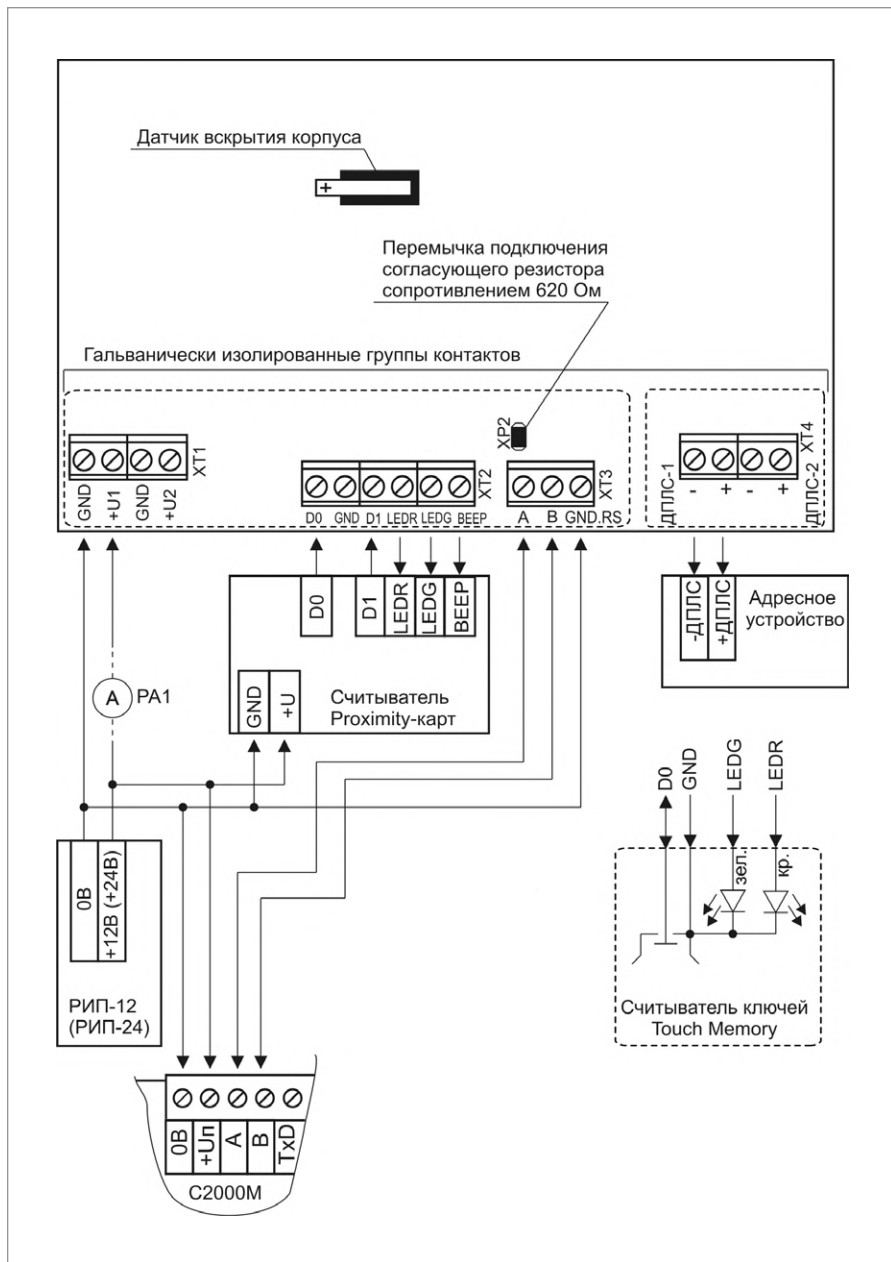 Датчик вскрытия корпуса
+
Перемычка подключения
согласующего резистора
сопротивлением 620 Ом
Гальванически изолированные группы контактов
GND
+U1
GND
+U2
XT1
D0
GND
D1
LEDR
LEDG
BEEP
XT2
XP2
A
B
GND.RS
XT3
ДПЛС-1
-
+
-
+
ДПЛС-2
XT4
D0
D1
LEDR
LEDG
BEEP
GND
+U
Считыватель
Proximity-карт
-ДПЛС
+ДПЛС
Адресное
устройство
A
PA1
0В
+12В (+24В)
РИП-12
(РИП-24)
D0
GND
LEDG
LEDR
зел.
кр.
Считыватель ключей
Touch Memory
0В
+Uп
A
B
TxD
С2000М